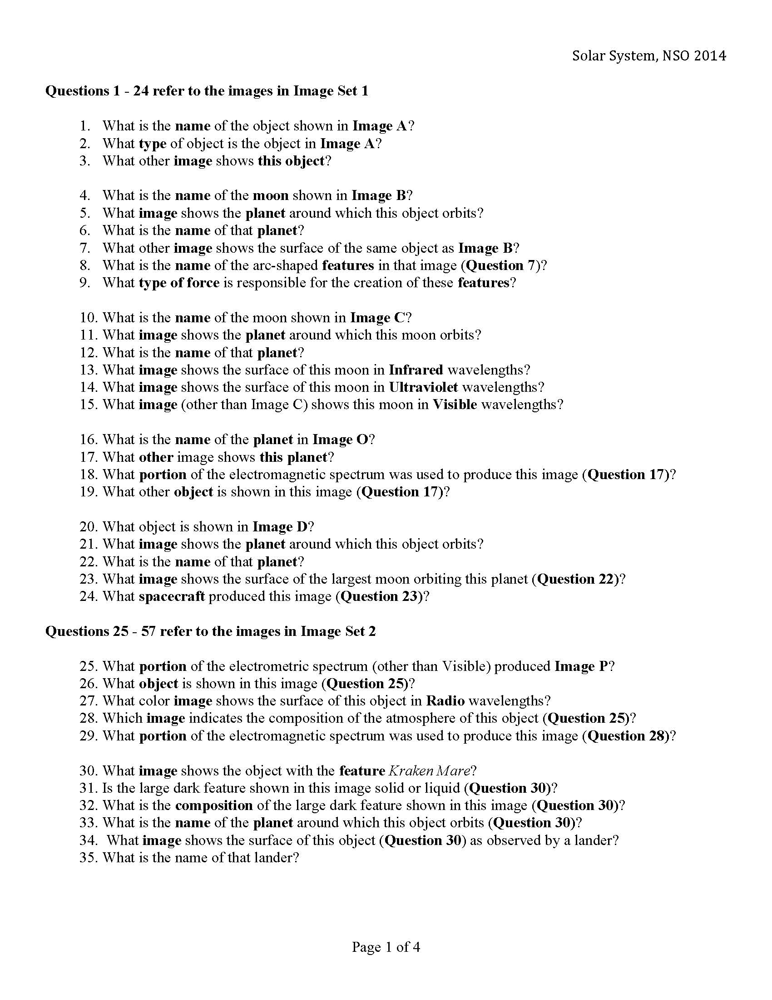 Solar System, NSO 2014
Questions 1 - 24 refer to the images in Image Set 1
1. What is the name of the object shown in Image A?
2. What type of object is the object in Image A?
3. What other image shows this object?
4. What is the name of the moon shown in Image B?
5. What image shows the planet around which this object orbits?
6. What is the name of that planet?
7. What other image shows the surface of the same object as Image B?
8. What is the name of the arc-shaped features in that image (Question 7)?
9. What type of force is responsible for the creation of these features?
10. What is the name of the moon shown in Image C?
11. What image shows the planet around which this moon orbits?
12. What is the name of that planet?
13. What image shows the surface of this moon in Infrared wavelengths?
14. What image shows the surface of this moon in Ultraviolet wavelengths?
15. What image (other than Image C) shows this moon in Visible wavelengths?
16. What is the name of the planet in Image O?
17. What other image shows this planet?
18. What portion of the electromagnetic spectrum was used to produce this image (Question 17)?
19. What other object is shown in this image (Question 17)?
20. What object is shown in Image D?
21. What image shows the planet around which this object orbits?
22. What is the name of that planet?
23. What image shows the surface of the largest moon orbiting this planet (Question 22)?
24. What spacecraft produced this image (Question 23)?
Questions 25 - 57 refer to the images in Image Set 2
25. What portion of the electrometric spectrum (other than Visible) produced Image P?
26. What object is shown in this image (Question 25)?
27. What color image shows the surface of this object in Radio wavelengths?
28. Which image indicates the composition of the atmosphere of this object (Question 25)?
29. What portion of the electromagnetic spectrum was used to produce this image (Question 28)?
30. What image shows the object with the feature Kraken Mare?
31. Is the large dark feature shown in this image solid or liquid (Question 30)?
32. What is the composition of the large dark feature shown in this image (Question 30)?
33. What is the name of the planet around which this object orbits (Question 30)?
34. What image shows the surface of this object (Question 30) as observed by a lander?
35. What is the name of that lander?
Page 1 of 4